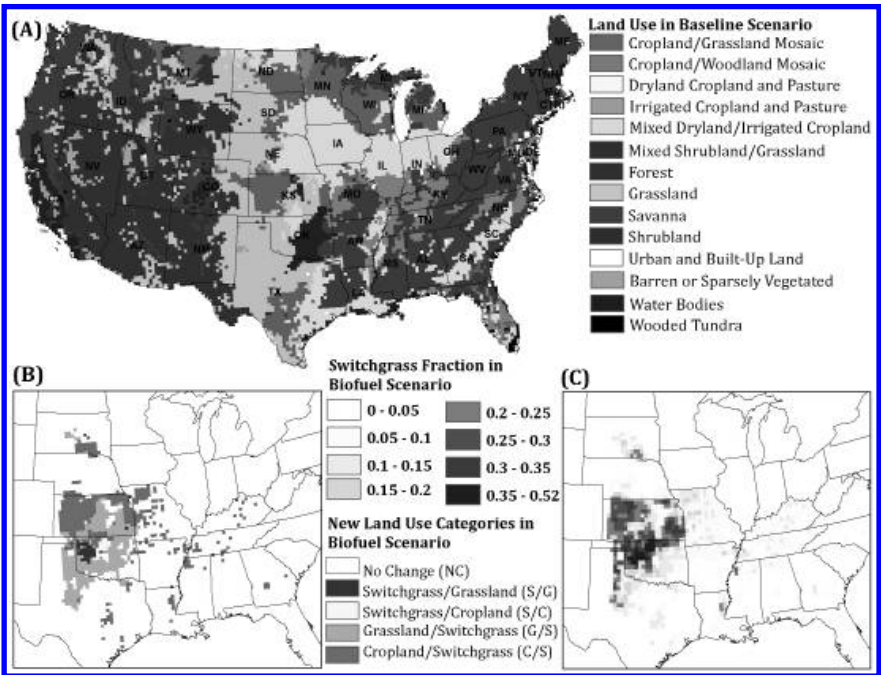 (A)
Land Use in Baseline Scenario
Cropland/Grassland Mosaic
Cropland/Woodland Mosaic
Dryland Cropland and Pasture
Irrigated Cropland and Pasture
Mixed Dryland/Irrigated Cropland
Mixed Shrubland/Grassland
Forest
Grassland
Savanna
Shrubland
Urban and Built-Up Land
Barren or Sparsely Vegetated
Water Bodies
Wooded Tundra
WA
MT
ND
MN
ME
OR
ID
SD
WI
MI
NY
VT
WY
NE
IA
PA
NJ
NV
IL
IN
OH
WV
DE
CO
KS
MO
KY
VA
AZ
NM
OK
AR
TN
NC
SC
TX
LA
MS
AL
GA
(B)
Switchgrass Fraction in
Biofuel Scenario
0 - 0.05
0.05 - 0.1
0.1 - 0.15
0.15 - 0.2
0.2 - 0.25
0.25 - 0.3
0.3 - 0.35
0.35 - 0.52
New Land Use Categories in
Biofuel Scenario
No Change (NC)
Switchgrass/Grassland (S/G)
Switchgrass/Cropland (S/C)
Grassland/Switchgrass (G/S)
Cropland/Switchgrass (C/S)
(C)